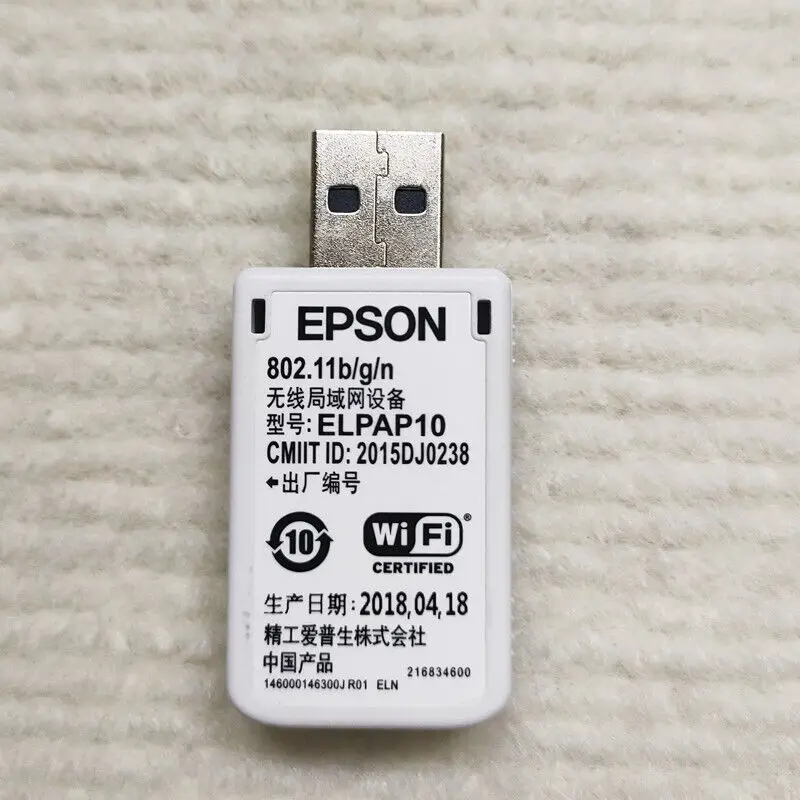 EPSON
802.11b/g/n
无线局域网设备
型号: ELPAP10
CMIIT ID: 2015DJ0238
←出厂编号
10
Wi Fi ®
CERTIFIED
生产日期: 2018,04,18
精工爱普生株式会社
中国产品
216834600
146000146300J R01 ELN